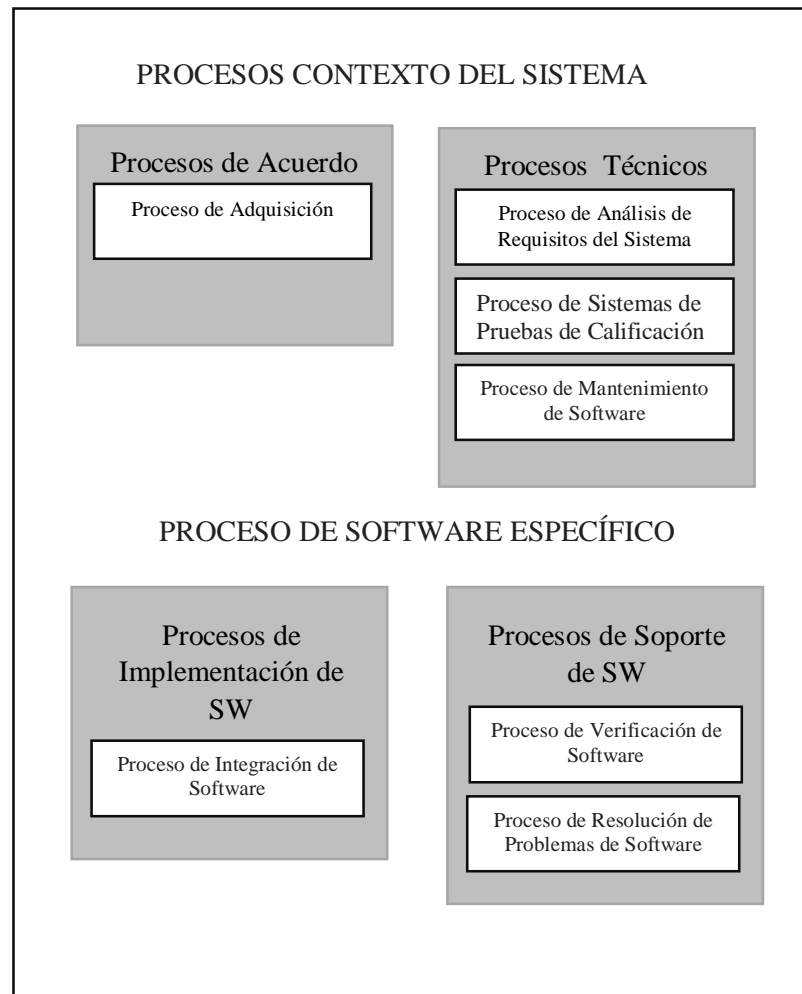 PROCESOS CONTEXTO DEL SISTEMA
Procesos de Acuerdo
Proceso de Adquisición
Procesos Técnicos
Proceso de Análisis de
Requisitos del Sistema
Proceso de Sistemas de
Pruebas de Calificación
Proceso de Mantenimiento
de Software
PROCESO DE SOFTWARE ESPECÍFICO
Procesos de
Implementación de
SW
Proceso de Integración de
Software
Procesos de Soporte
de SW
Proceso de Verificación de
Software
Proceso de Resolución de
Problemas de Software